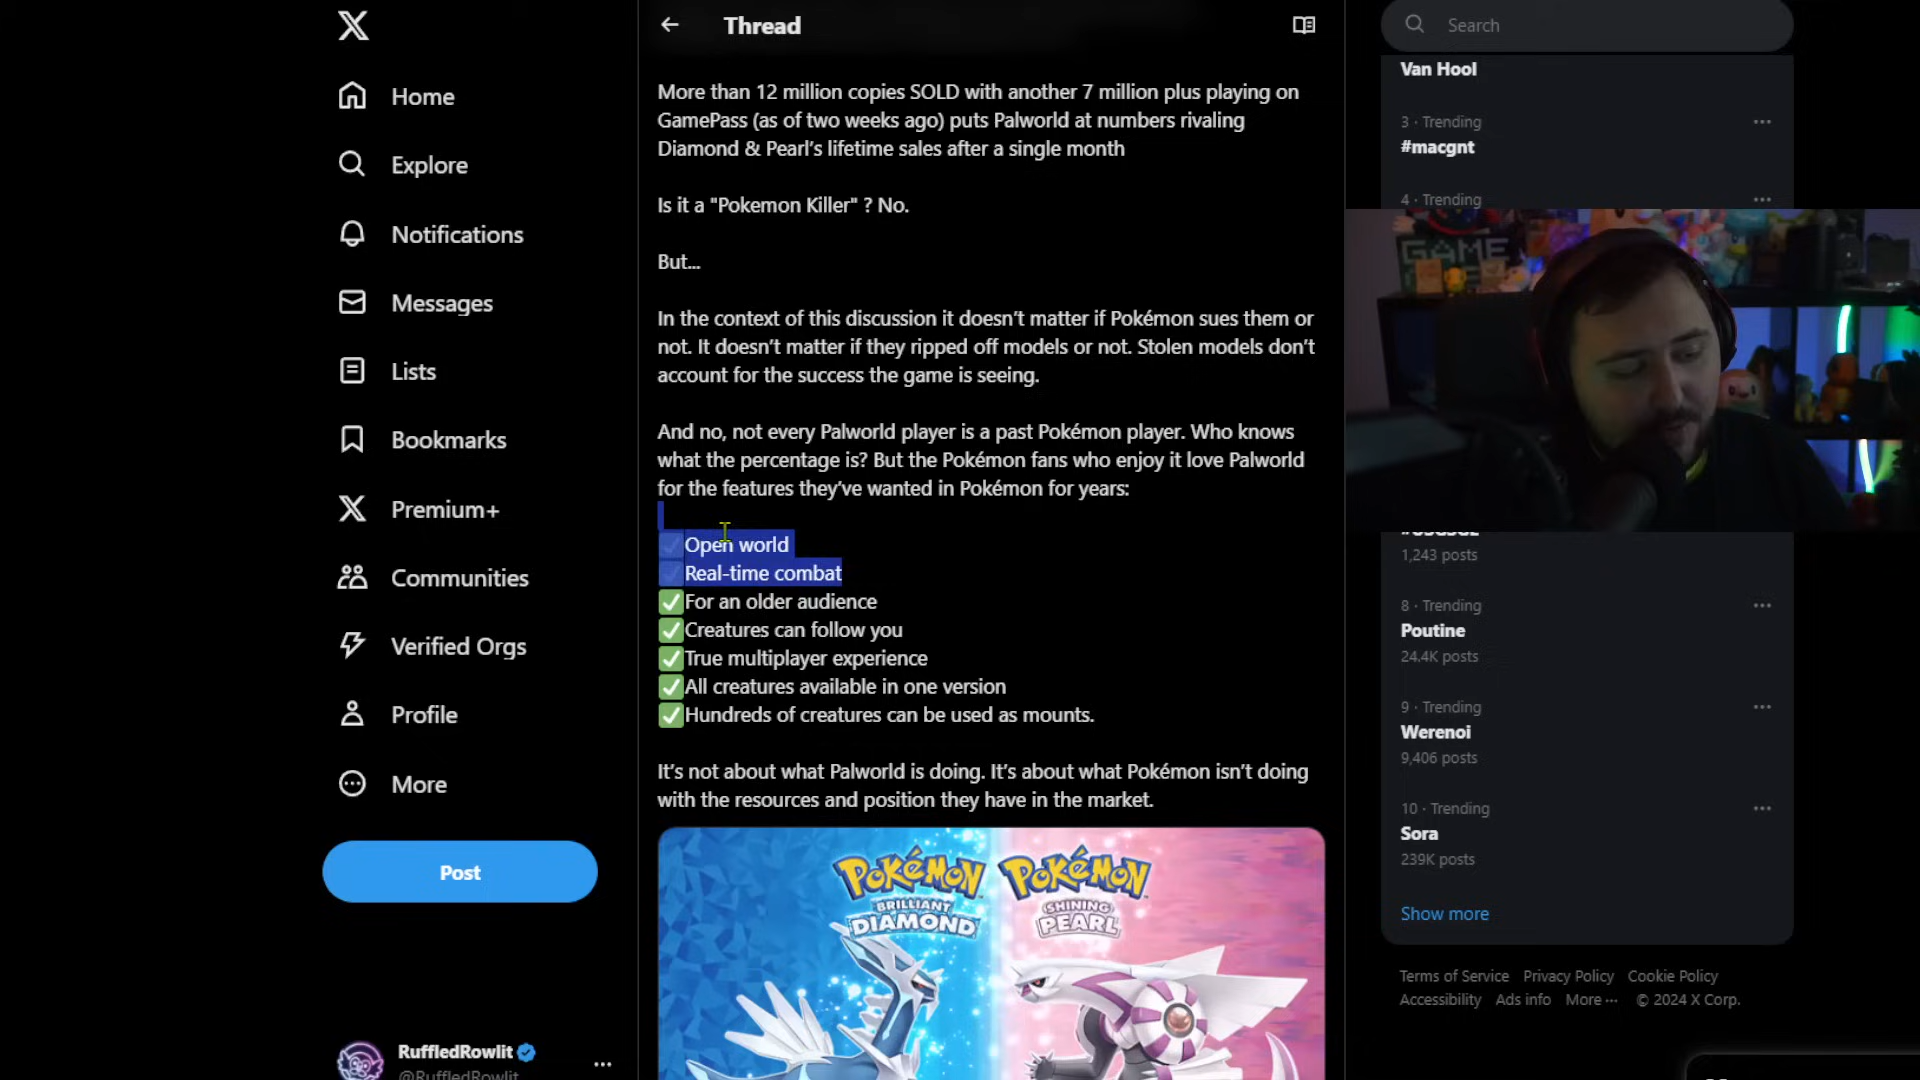 Home
Explore
Notifications
Messages
Lists
Bookmarks
Premium+
Communities
Verified Orgs
Profile
More
Post
RuffledRowlit
@RuffledRowlit
Thread
More than 12 million copies SOLD with another 7 million plus playing on
GamePass (as of two weeks ago) puts Palworld at numbers rivaling
Diamond & Pearl's lifetime sales after a single month
Is it a "Pokemon Killer" ? No.
But...
In the context of this discussion it doesn't matter if Pokémon sues them or
not. It doesn't matter if they ripped off models or not. Stolen models don't
account for the success the game is seeing.
And no, not every Palworld player is a past Pokémon player. Who knows
what the percentage is? But the Pokémon fans who enjoy it love Palworld
for the features they've wanted in Pokémon for years:
✅Open world
✅Real-time combat
✅For an older audience
✅Creatures can follow you
✅True multiplayer experience
✅All creatures available in one version
✅Hundreds of creatures can be used as mounts.
It's not about what Palworld is doing. It's about what Pokémon isn't doing
with the resources and position they have in the market.
POKéMON
BRILLIANT
DIAMOND
POKéMON
SHINING
PEARL
Search
Van Hool
3 · Trending
#macgnt
4 · Trending
GAME
1,243 posts
8 · Trending
Poutine
24.4K posts
9 · Trending
Werenoi
9,406 posts
10 · Trending
Sora
239K posts
Show more
Terms of Service Privacy Policy Cookie Policy
Accessibility Ads info More ··· © 2024 X Corp.